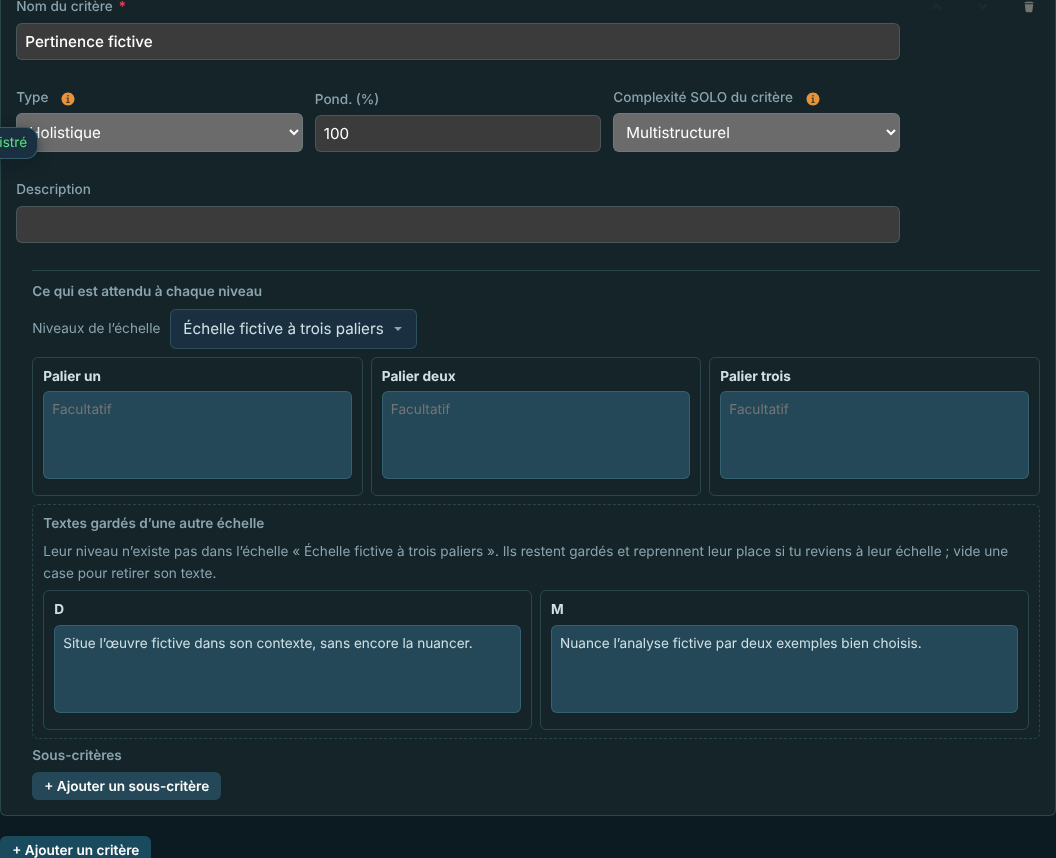 Nom du critère *
Pertinence fictive
Type
Pond. (%)
Complexité SOLO du critère
Holistique
100
Multistructurel
istré
Description
Ce qui est attendu à chaque niveau
Niveaux de l’échelle
Échelle fictive à trois paliers
Palier un
Palier deux
Palier trois
Facultatif
Facultatif
Facultatif
Textes gardés d’une autre échelle
Leur niveau n’existe pas dans l’échelle « Échelle fictive à trois paliers ». Ils restent gardés et reprennent leur place si tu reviens à leur échelle ; vide une
case pour retirer son texte.
D
M
Situe l’œuvre fictive dans son contexte, sans encore la nuancer.
Nuance l’analyse fictive par deux exemples bien choisis.
Sous-critères
+ Ajouter un sous-critère
+ Ajouter un critère